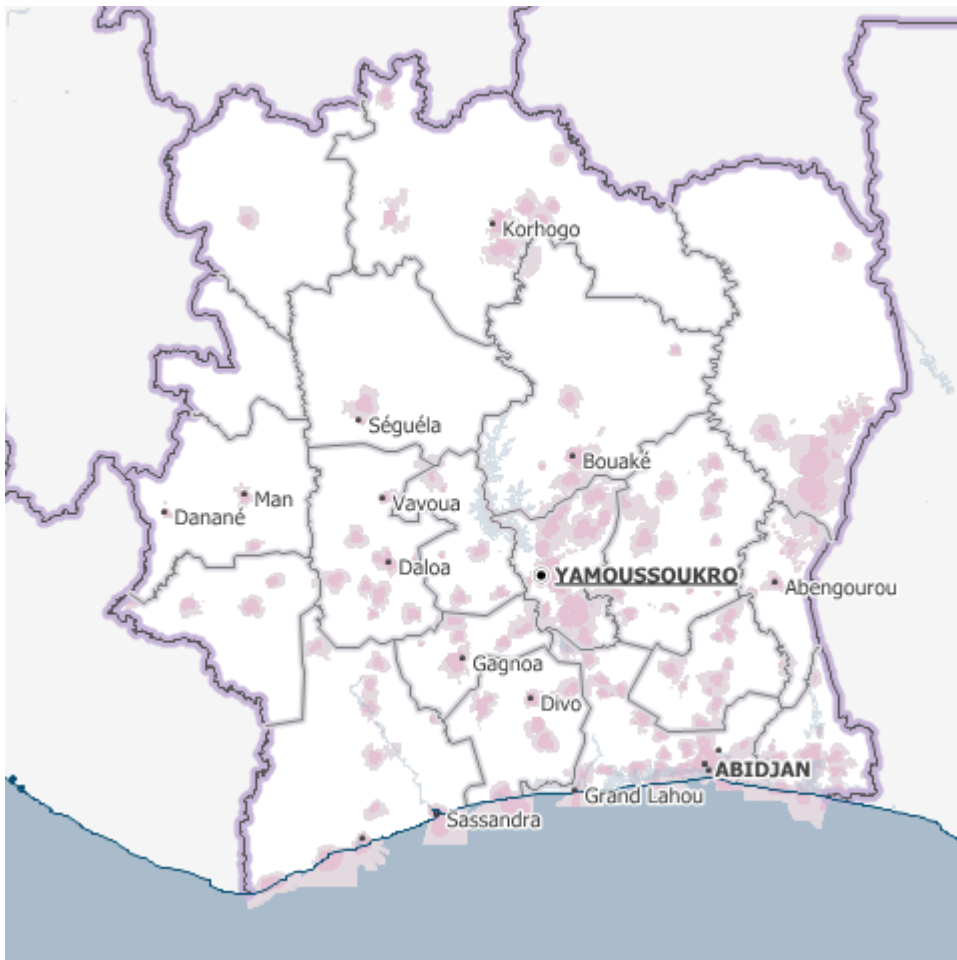 Korhogo
Séguéla
Bouaké
Man
Vavoua
Danané
Daloa
YAMOUSSOUKRO
Abengourou
Gagnoa
Divo
ABIDJAN
Grand Lahou
Sassandra